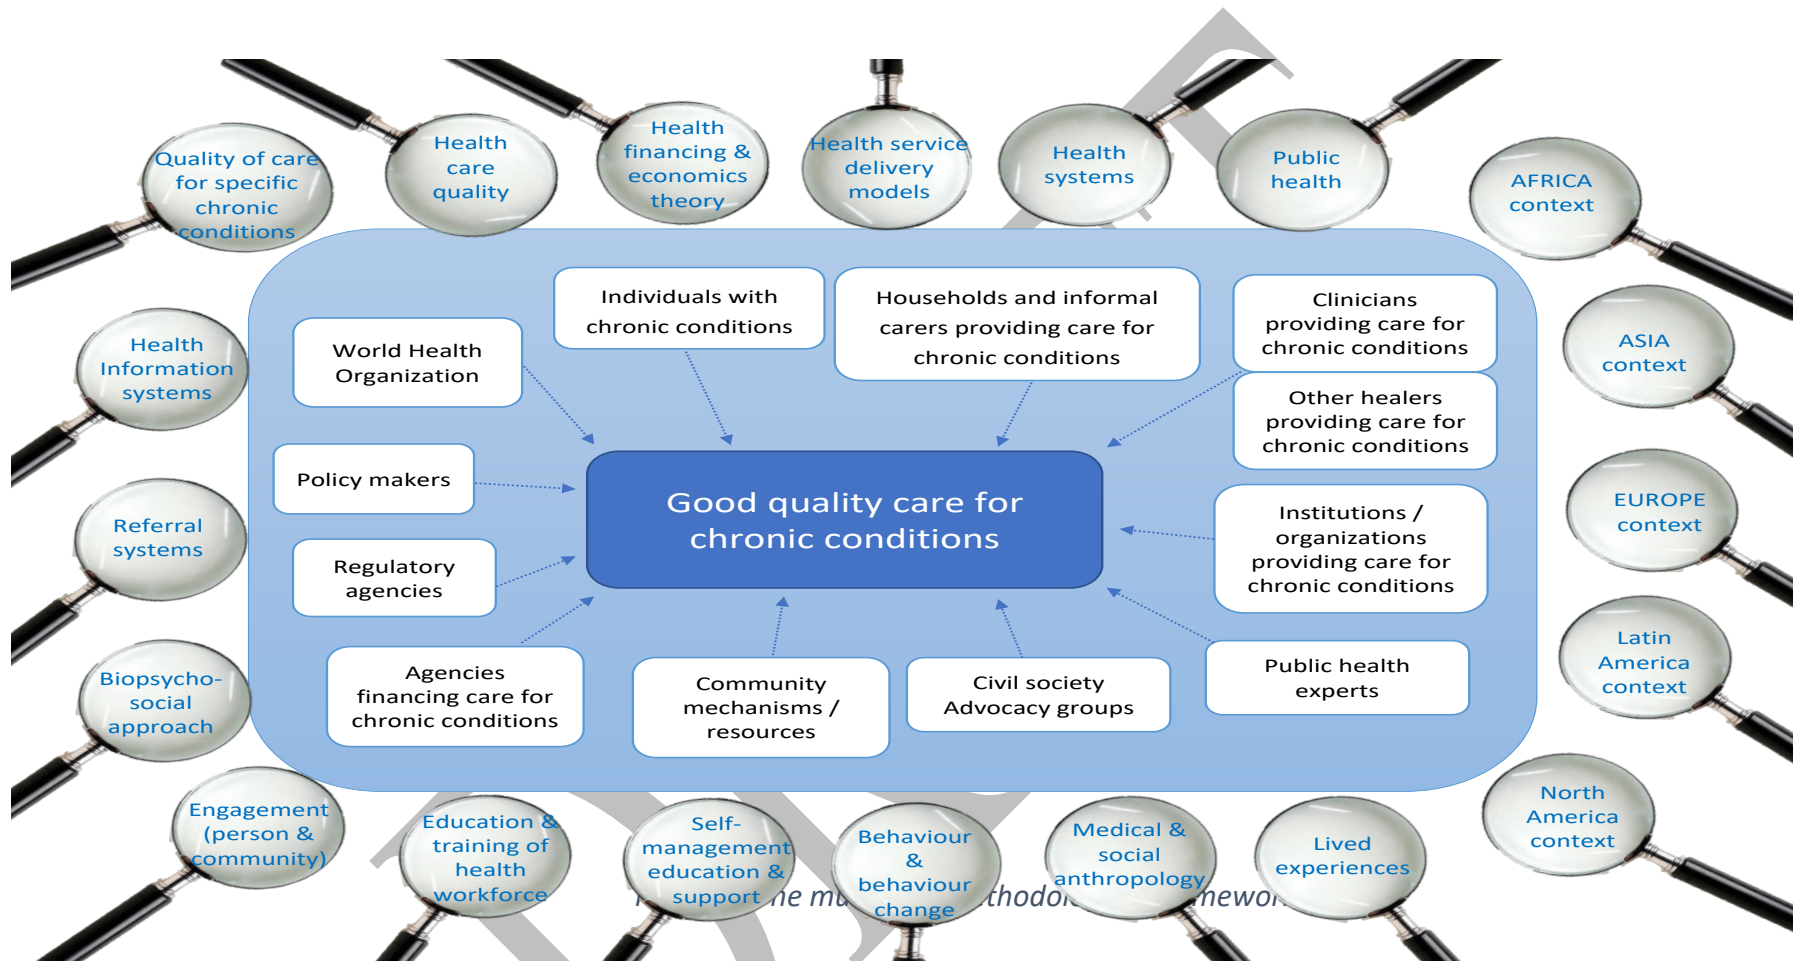 Quality of care
for specific
chronic
conditions
Health
care
quality
Health
financing &
economics
theory
Health service
delivery
models
Health
systems
Public
health
AFRICA
context
Health
Information
systems
ASIA
context
Referral
systems
EUROPE
context
Biopsycho-
social
approach
Latin
America
context
World Health
Organization
Individuals with
chronic conditions
Households and informal
carers providing care for
chronic conditions
Clinicians
providing care for
chronic conditions
Other healers
providing care for
chronic conditions
Policy makers
Good quality care for
chronic conditions
Institutions /
organizations
providing care for
chronic conditions
Regulatory
agencies
Agencies
financing care for
chronic conditions
Community
mechanisms /
resources
Civil society
Advocacy groups
Public health
experts
Engagement
(person &
community)
Education &
training of
health
workforce
Self-
management
education &
support
Behaviour
&
behaviour
change
Medical &
social
anthropology
Lived
experiences
North
America
context